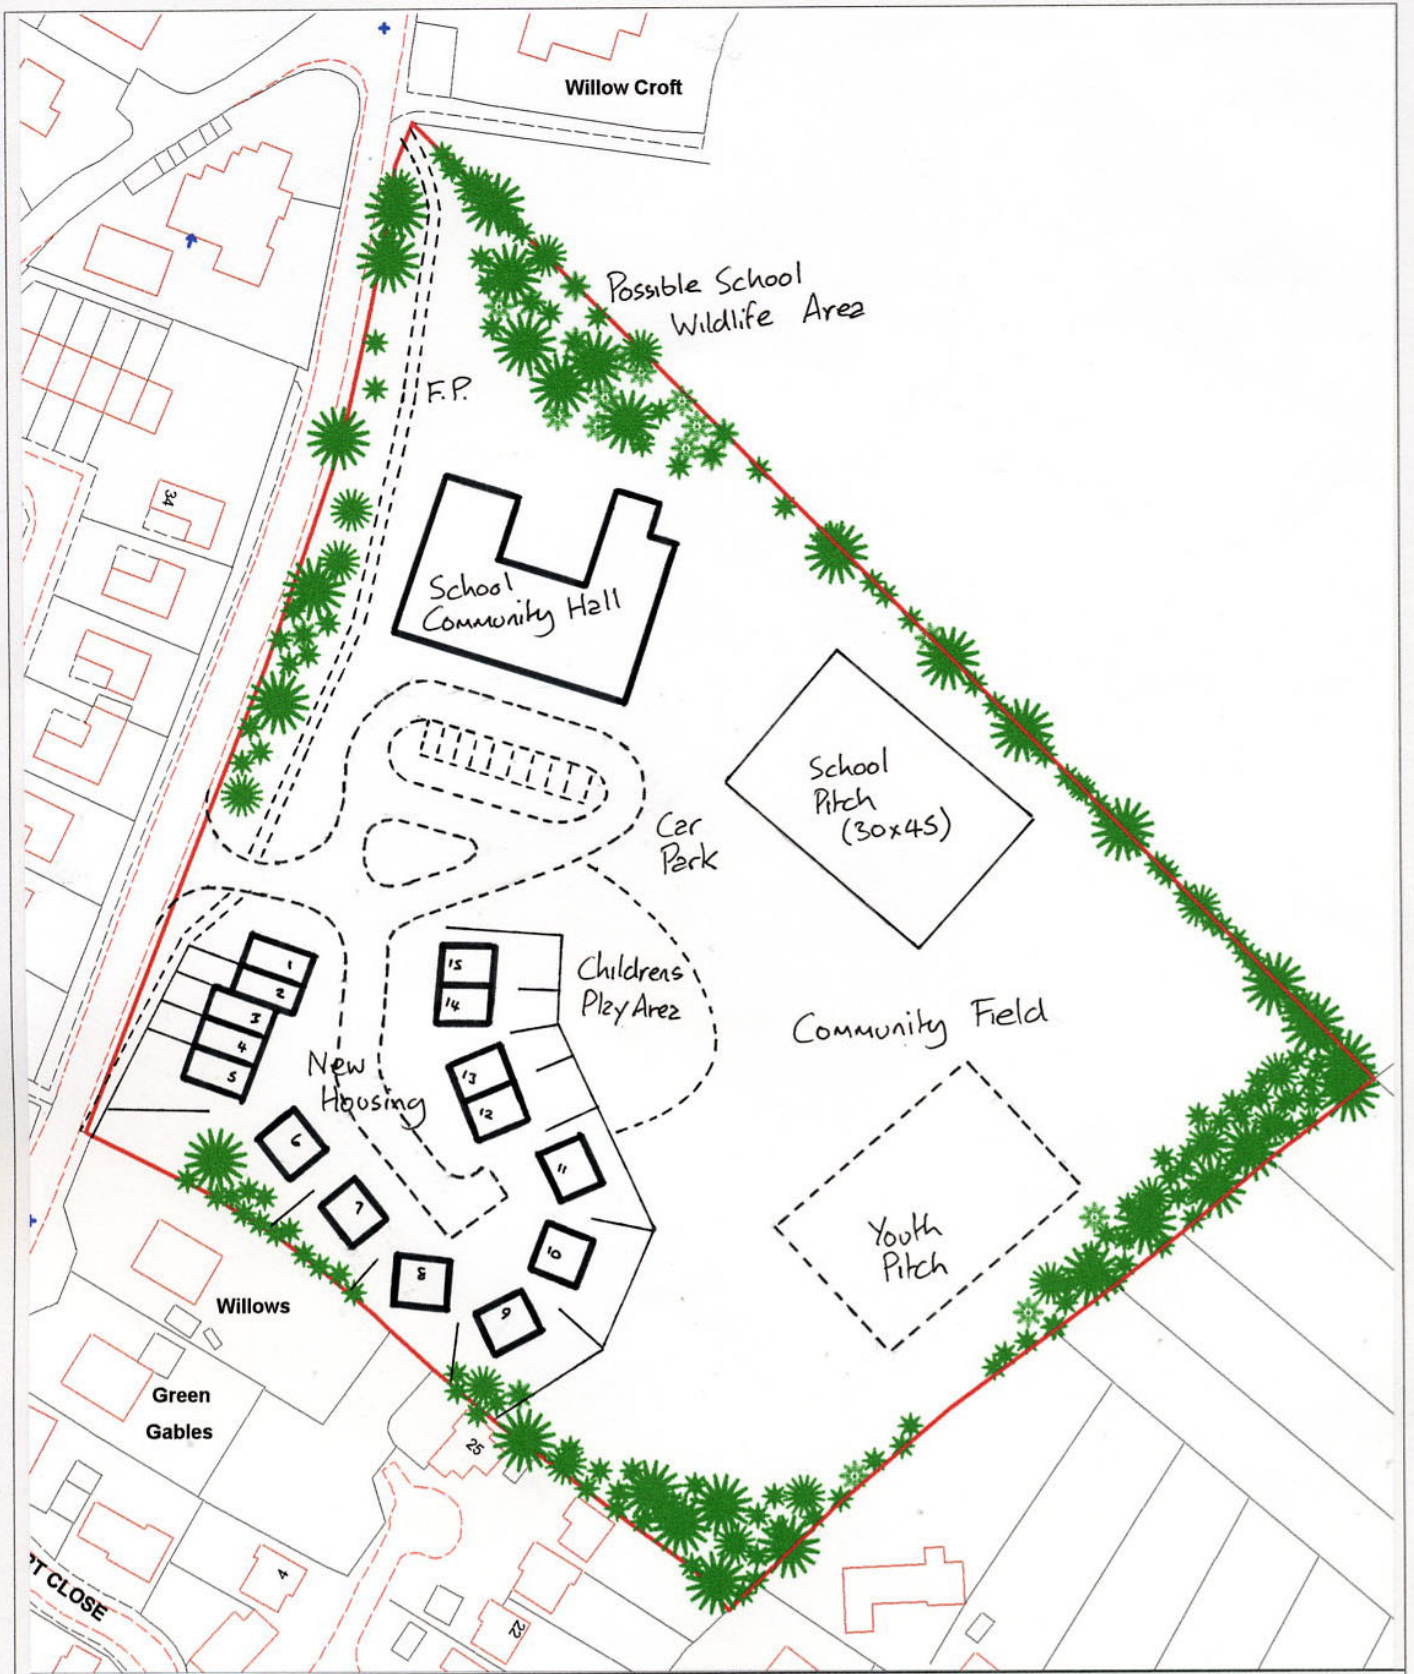 Willow Croft
Possible School
Wildlife Area
F.P.
34
School
Community Hall
School
Pitch
(30x45)
Car
Park
1
2
3
4
5
15
14
Childrens
Play Area
Community Field
New
Housing
13
12
6
11
7
10
Youth
Pitch
8
9
Willows
Green
Gables
25
4
22
PT CLOSE